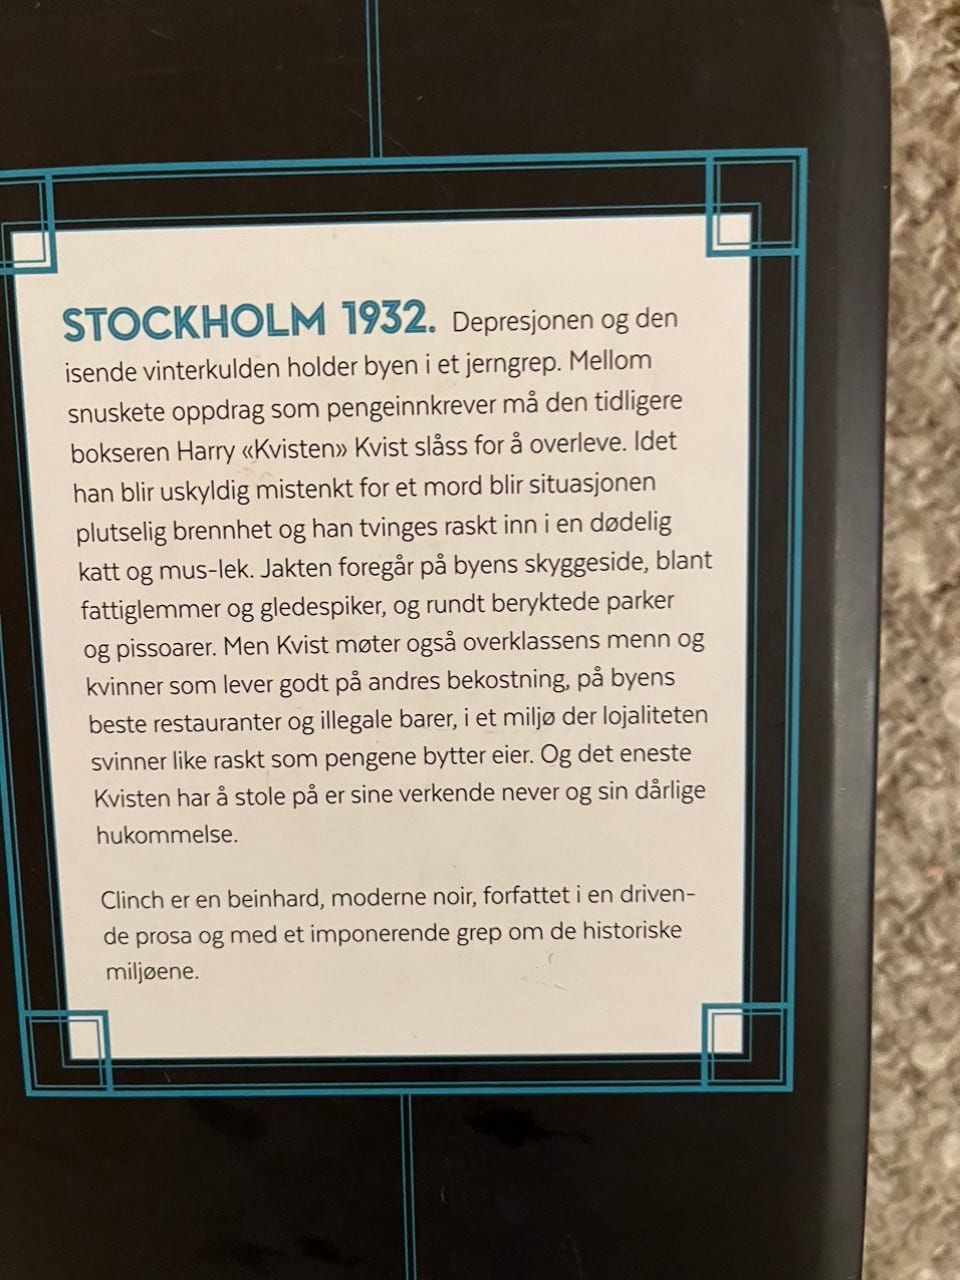 STOCKHOLM 1932. Depresjonen og den
isende vinterkulden holder byen i et jerngrep. Mellom
snuskete oppdrag som pengeinnkrever må den tidligere
bokseren Harry «Kvisten» Kvist slåss for å overleve. Idet
han blir uskyldig mistenkt for et mord blir situasjonen
plutselig brennhet og han tvinges raskt inn i en dødelig
katt og mus-lek. Jakten foregår på byens skyggeside, blant
fattiglemmer og gledespiker, og rundt beryktede parker
og pissoarer. Men Kvist møter også overklassens menn og
kvinner som lever godt på andres bekostning, på byens
beste restauranter og illegale barer, i et miljø der lojaliteten
svinner like raskt som pengene bytter eier. Og det eneste
Kvisten har å stole på er sine verkende never og sin dårlige
hukommelse.
Clinch er en beinhard, moderne noir, forfattet i en driven-
de prosa og med et imponerende grep om de historiske
miljøene.